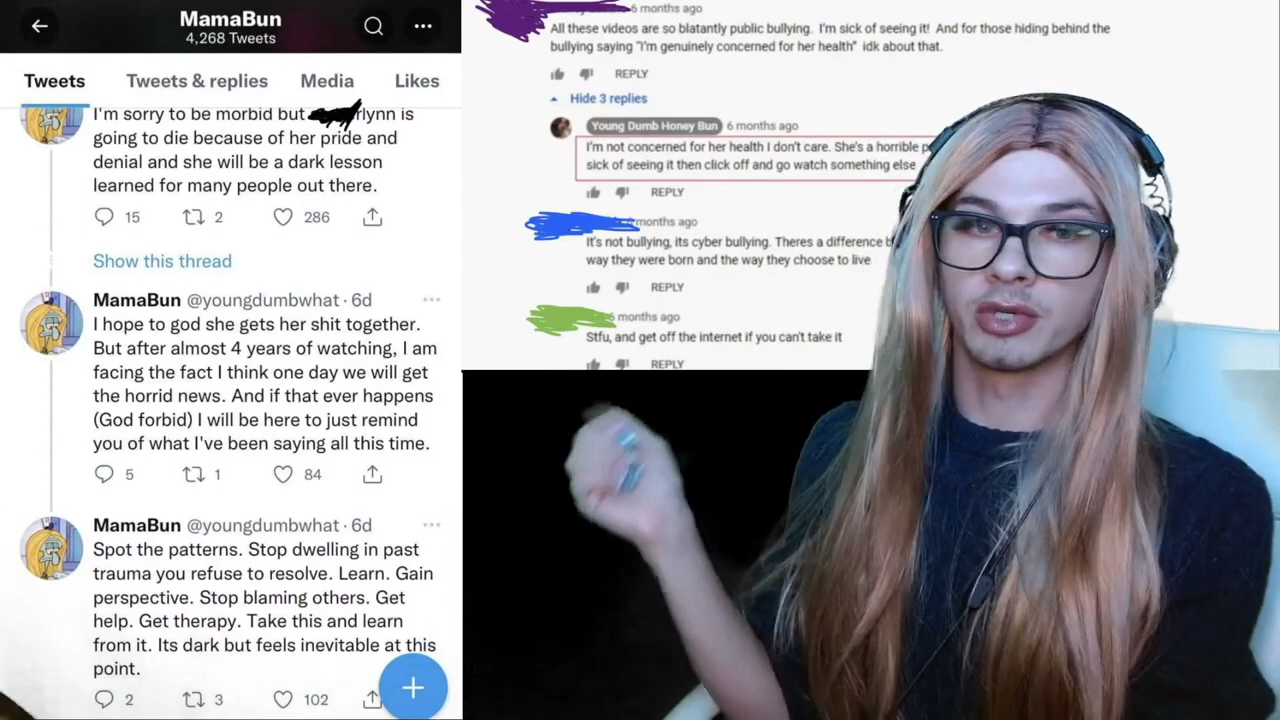 MamaBun
4,268 Tweets
Tweets
Tweets & replies
Media
Likes
I'm sorry to be morbid but rlynn is
going to die because of her pride and
denial and she will be a dark lesson
learned for many people out there.
15 2 286
Show this thread
MamaBun @youngdumbwhat · 6d
I hope to god she gets her shit together.
But after almost 4 years of watching, I am
facing the fact I think one day we will get
the horrid news. And if that ever happens
(God forbid) I will be here to just remind
you of what I've been saying all this time.
5 1 84
MamaBun @youngdumbwhat · 6d
Spot the patterns. Stop dwelling in past
trauma you refuse to resolve. Learn. Gain
perspective. Stop blaming others. Get
help. Get therapy. Take this and learn
from it. Its dark but feels inevitable at this
point.
2 3 102
6 months ago
All these videos are so blatantly public bullying. I'm sick of seeing it! And for those hiding behind the
bullying saying "I'm genuinely concerned for her health" idk about that.
REPLY
Hide 3 replies
Young Dumb Honey Bun 6 months ago
I'm not concerned for her health I don't care. She's a horrible
sick of seeing it then click off and go watch something else
REPLY
months ago
It's not bullying, its cyber bullying. Theres a difference
way they were born and the way they choose to live
REPLY
6 months ago
Stfu, and get off the internet if you can't take it
REPLY